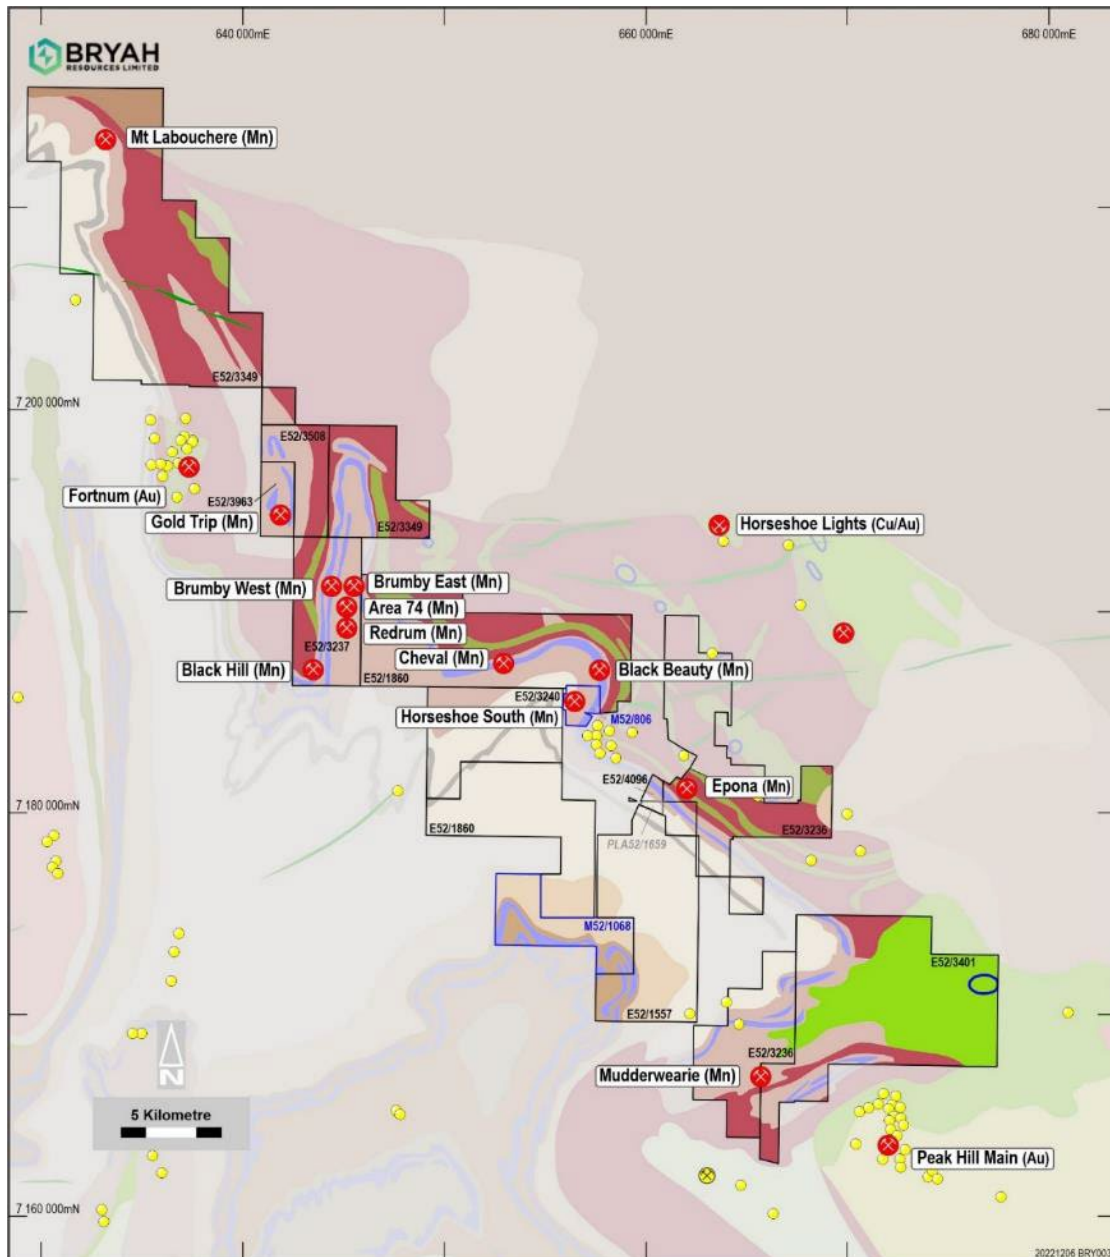 640 000mE
660 000mE
680 000mE
BRYAH
RESOURCES LIMITED
Mt Labouchere (Mn)
E52/3349
7 200 000mN
E52/3508
Fortnum (Au)
E52/3963
Gold Trip (Mn)
E52/3349
Horseshoe Lights (Cu/Au)
Brumby West (Mn)
Brumby East (Mn)
Area 74 (Mn)
Redrum (Mn)
E52/3237
Cheval (Mn)
Black Hill (Mn)
Black Beauty (Mn)
E52/1860
E52/3240
Horseshoe South (Mn)
M52/806
E52/4096
Epona (Mn)
7 180 000mN
E52/1860
E52/3236
PLA52/1659
M52/1068
E52/3401
E52/1557
E52/3236
Mudderwearie (Mn)
N
5 Kilometre
Peak Hill Main (Au)
7 160 000mN
20221206 BRY003